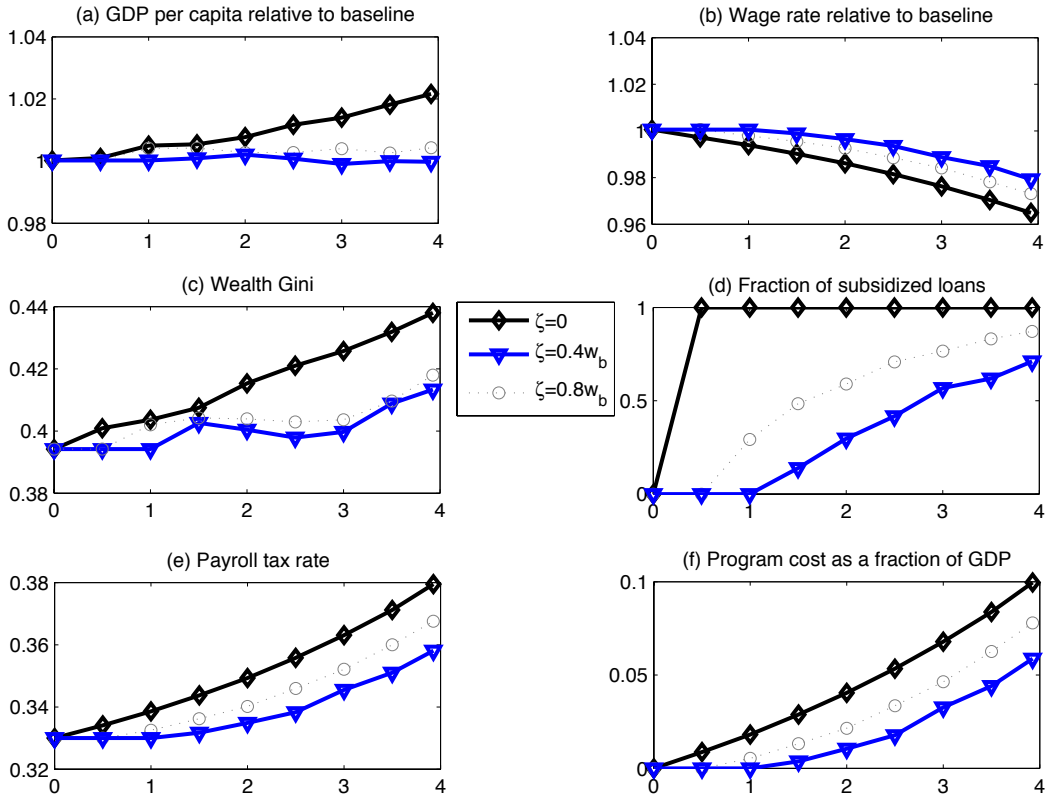 (a) GDP per capita relative to baseline
1.04
1.02
1
0.98
0 1 2 3 4
(b) Wage rate relative to baseline
1.04
1.02
1
0.98
0.96
0 1 2 3 4
(c) Wealth Gini
0.44
0.42
0.4
0.38
0 1 2 3 4
ζ=0
ζ=0.4w_b
ζ=0.8w_b
(d) Fraction of subsidized loans
1
0.5
0
0 1 2 3 4
(e) Payroll tax rate
0.38
0.36
0.34
0.32
0 1 2 3 4
(f) Program cost as a fraction of GDP
0.1
0.05
0
0 1 2 3 4